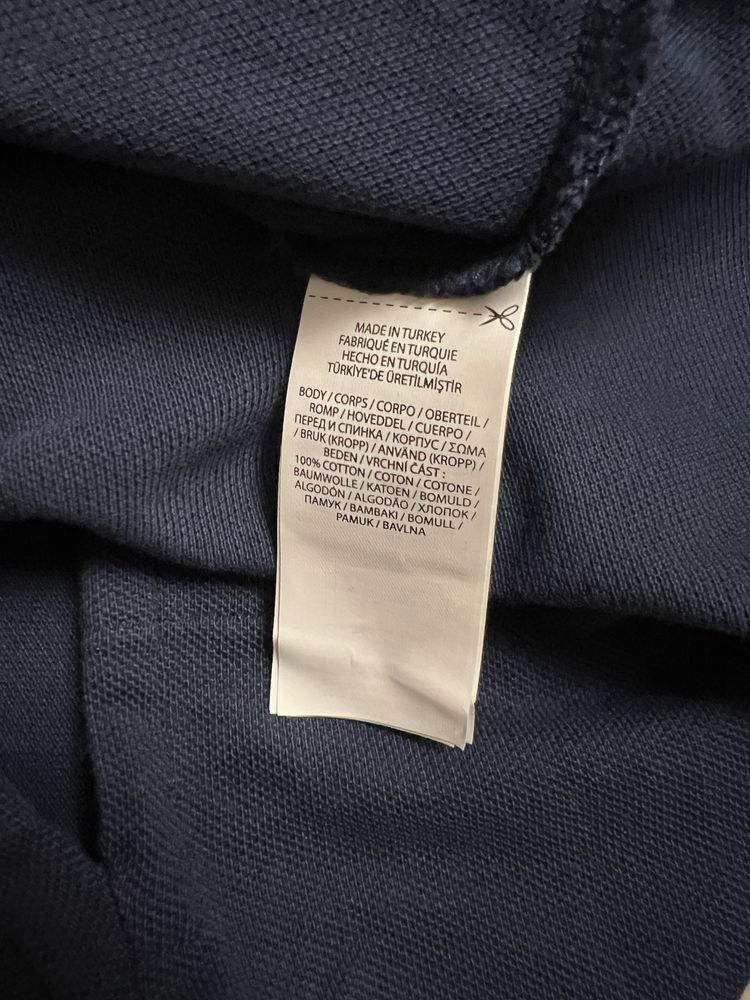 MADE IN TURKEY
FABRIQUÉ EN TURQUIE
HECHO EN TURQUÍA
TÜRKİYE'DE ÜRETİLMİŞTİR
BODY / CORPS / CORPO / OBERTEIL /
ROMP / HOVEDDEL / CUERPO /
ПЕРЕД И СПИНКА / КОРПУС / ΣΩΜΑ
/ BRUK (KROPP) / ANVÄND (KROPP) /
BEDEN / VRCHNÍ ČÁST :
100% COTTON / COTON / COTONE /
BAUMWOLLE / KATOEN / BOMULD /
ALGODÓN / ALGODÃO / ХЛОПОК /
ПАМУК / BAMBAKI / BOMULL /
PAMUK / BAVLNA